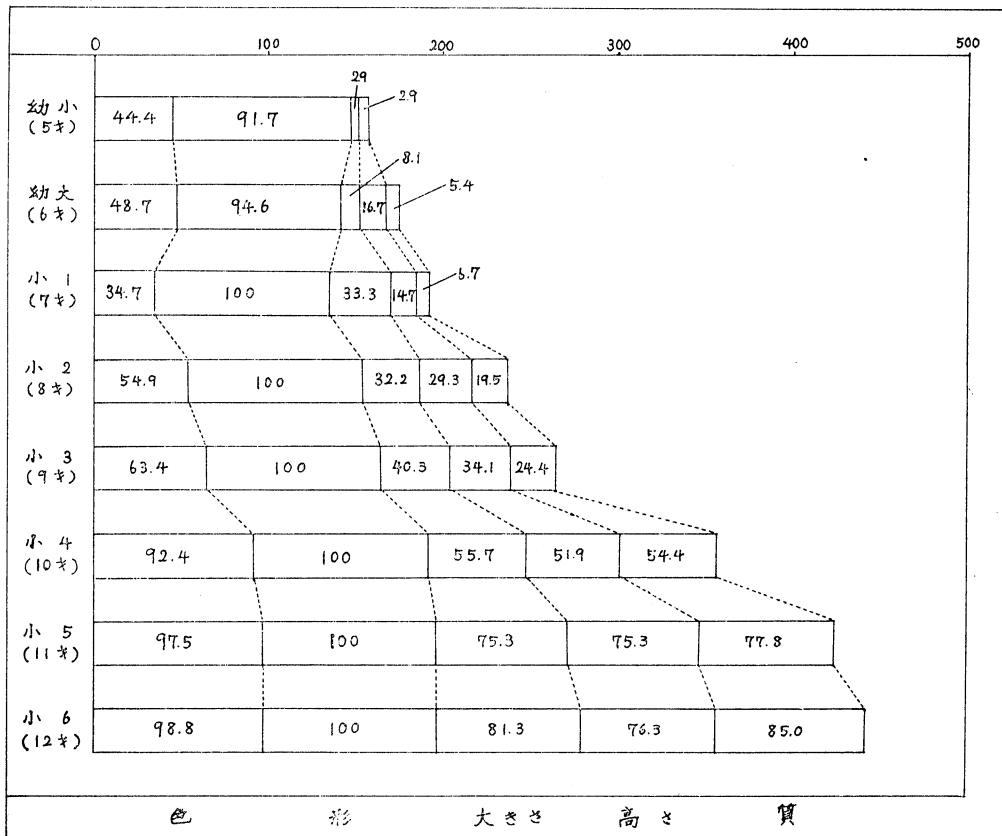 0 100 200 300 400 500
29
2.9
幼小 44.4 91.7
(5才)
8.1
5.4
幼大 48.7 94.6 16.7
(6才)
6.7
小1 34.7 100 33.3 14.7
(7才)
小2 54.9 100 32.2 29.3 19.5
(8才)
小3 63.4 100 40.3 34.1 24.4
(9才)
小4 92.4 100 55.7 51.9 54.4
(10才)
小5 97.5 100 75.3 75.3 77.8
(11才)
小6 98.8 100 81.3 76.3 85.0
(12才)
色 形 大きさ 高さ 質